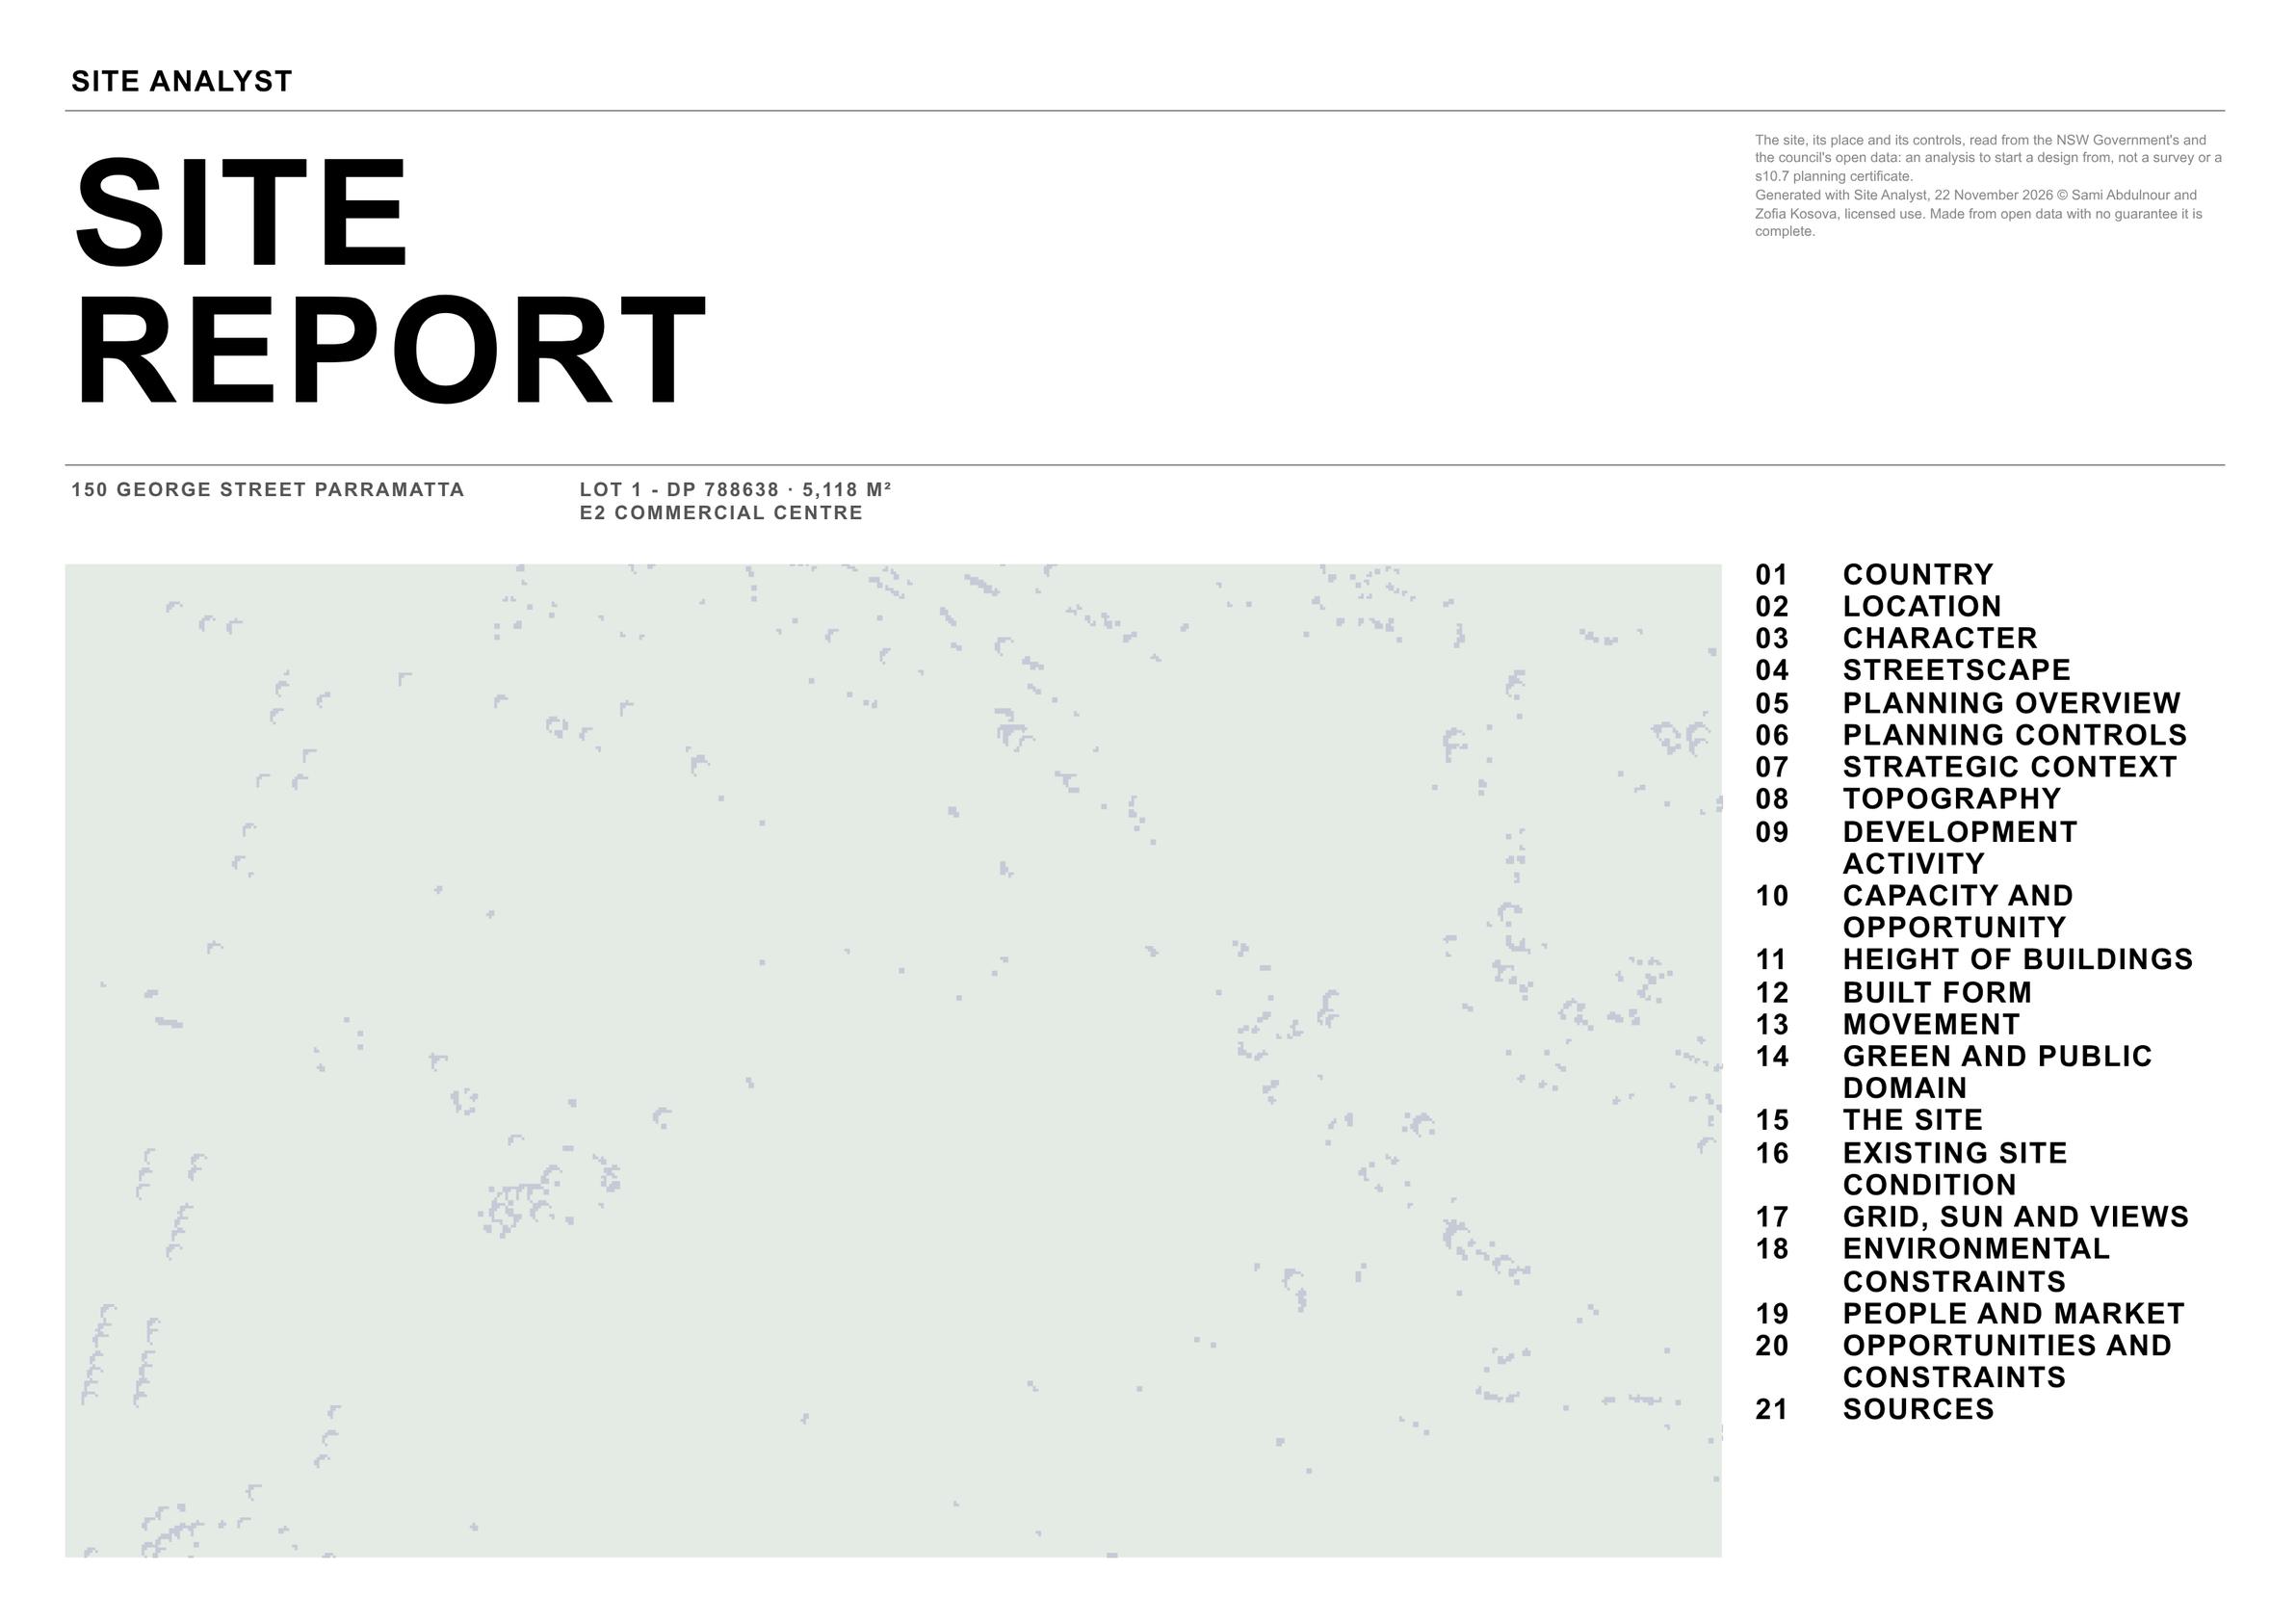 SITE ANALYST
SITE
REPORT
The site, its place and its controls, read from the NSW Government's and
the council's open data: an analysis to start a design from, not a survey or a
s10.7 planning certificate.
Generated with Site Analyst, 22 November 2026 © Sami Abdulnour and
Zofia Kosova, licensed use. Made from open data with no guarantee it is
complete.
150 GEORGE STREET PARRAMATTA
LOT 1 - DP 788638 · 5,118 M²
E2 COMMERCIAL CENTRE
01 COUNTRY
02 LOCATION
03 CHARACTER
04 STREETSCAPE
05 PLANNING OVERVIEW
06 PLANNING CONTROLS
07 STRATEGIC CONTEXT
08 TOPOGRAPHY
09 DEVELOPMENT
ACTIVITY
10 CAPACITY AND
OPPORTUNITY
11 HEIGHT OF BUILDINGS
12 BUILT FORM
13 MOVEMENT
14 GREEN AND PUBLIC
DOMAIN
15 THE SITE
16 EXISTING SITE
CONDITION
17 GRID, SUN AND VIEWS
18 ENVIRONMENTAL
CONSTRAINTS
19 PEOPLE AND MARKET
20 OPPORTUNITIES AND
CONSTRAINTS
21 SOURCES